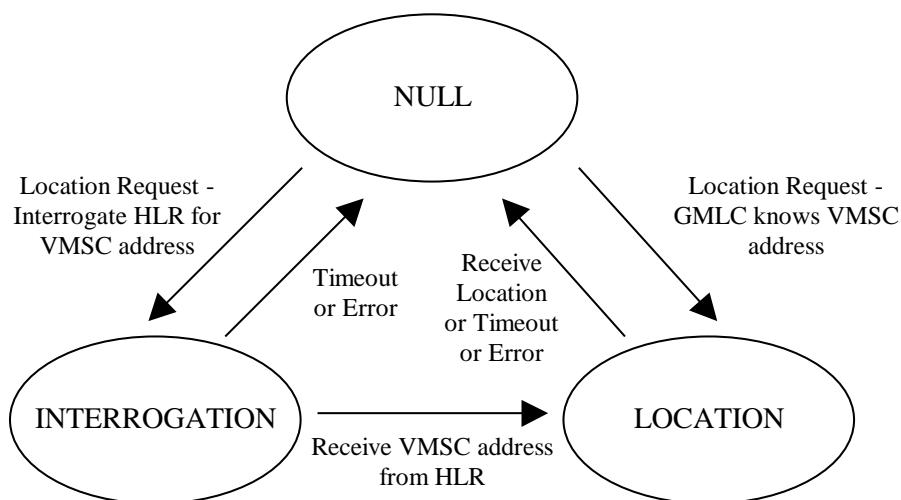 NULL
Location Request -
Interrogate HLR for
VMSC address
Location Request -
GMLC knows VMSC
address
Timeout
or Error
Receive
Location
or Timeout
or Error
INTERROGATION
LOCATION
Receive VMSC address
from HLR